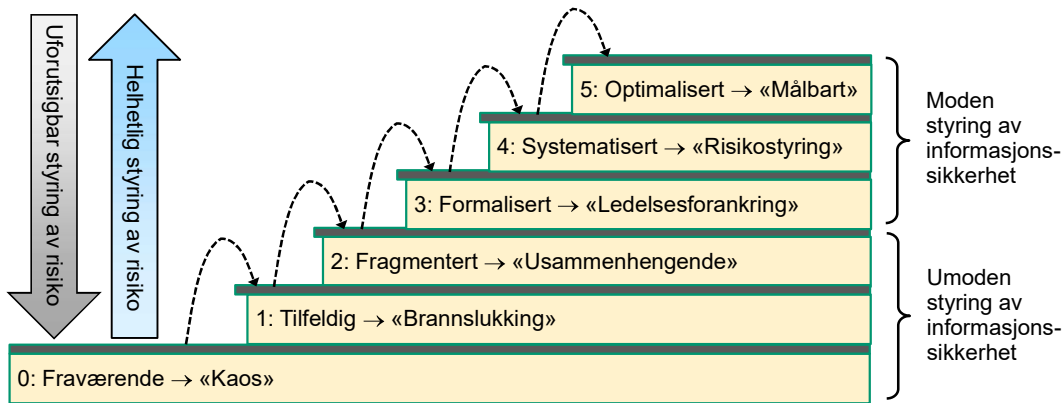 Uforutsigbar styring av risiko
Helhetlig styring av risiko
5: Optimalisert → «Målbart»
4: Systematisert → «Risikostyring»
3: Formalisert → «Ledelsesforankring»
2: Fragmentert → «Usammenhengende»
1: Tilfeldig → «Brannslukking»
0: Fraværende → «Kaos»
Moden
styring av
informasjons-
sikkerhet
Umoden
styring av
informasjons-
sikkerhet